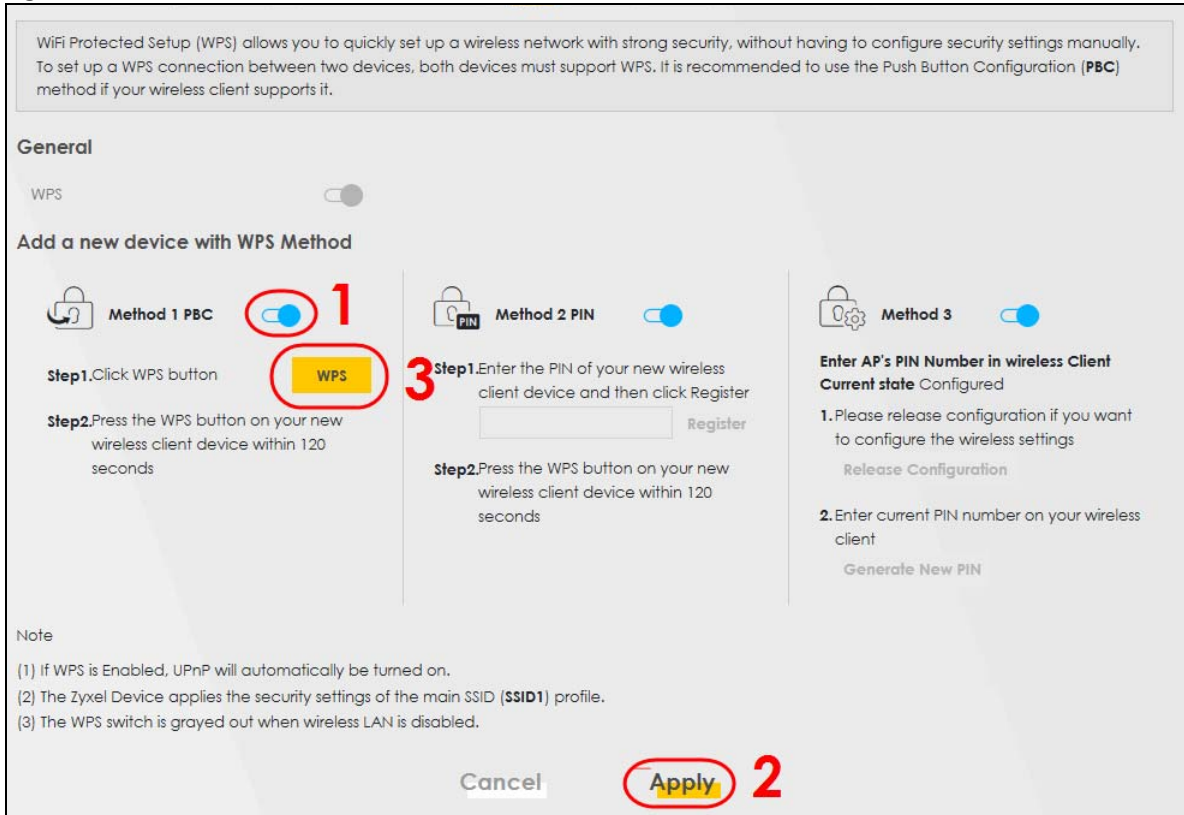 WiFi Protected Setup (WPS) allows you to quickly set up a wireless network with strong security, without having to configure security settings manually.
To set up a WPS connection between two devices, both devices must support WPS. It is recommended to use the Push Button Configuration (PBC)
method if your wireless client supports it.
General
WPS
Add a new device with WPS Method
Method 1 PBC
1
Step1.Click WPS button
WPS
3
Step2.Press the WPS button on your new
wireless client device within 120
seconds
PIN
Method 2 PIN
Step1.Enter the PIN of your new wireless
client device and then click Register
Register
Step2.Press the WPS button on your new
wireless client device within 120
seconds
Method 3
Enter AP's PIN Number in wireless Client
Current state Configured
1.Please release configuration if you want
to configure the wireless settings
Release Configuration
2.Enter current PIN number on your wireless
client
Generate New PIN
Note
(1) If WPS is Enabled, UPnP will automatically be turned on.
(2) The Zyxel Device applies the security settings of the main SSID (SSID1) profile.
(3) The WPS switch is grayed out when wireless LAN is disabled.
Cancel
Apply
2